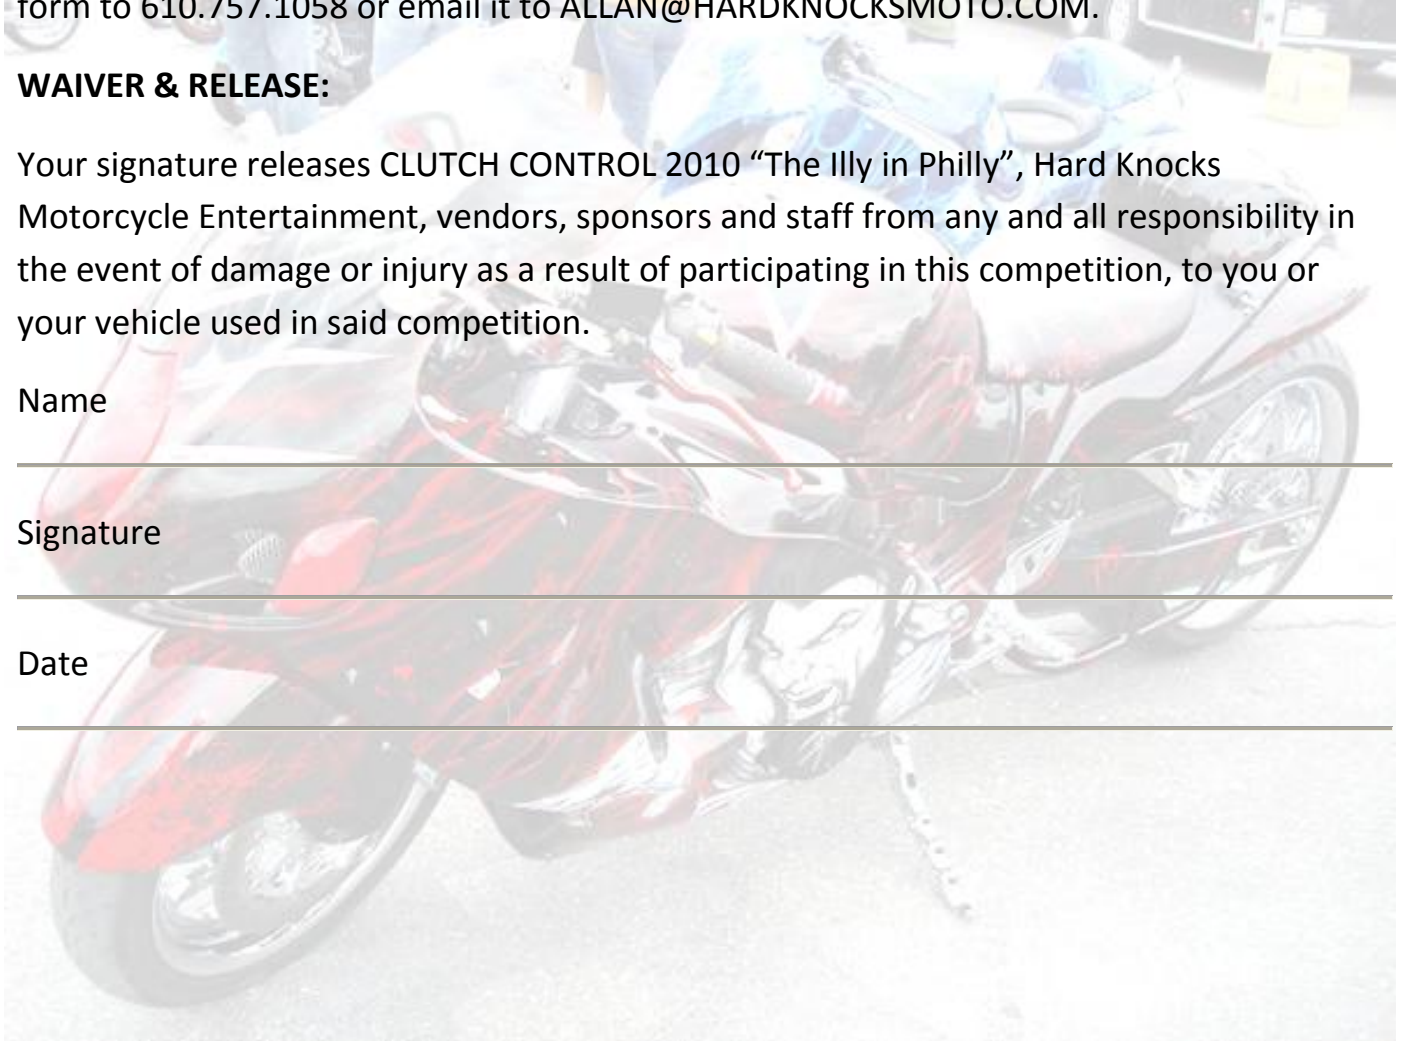 form to 610.757.1058 or email it to ALLAN@HARDKNOCKSMOTO.COM.
WAIVER & RELEASE:
Your signature releases CLUTCH CONTROL 2010 “The Illy in Philly”, Hard Knocks
Motorcycle Entertainment, vendors, sponsors and staff from any and all responsibility in
the event of damage or injury as a result of participating in this competition, to you or
your vehicle used in said competition.
Name
Signature
Date